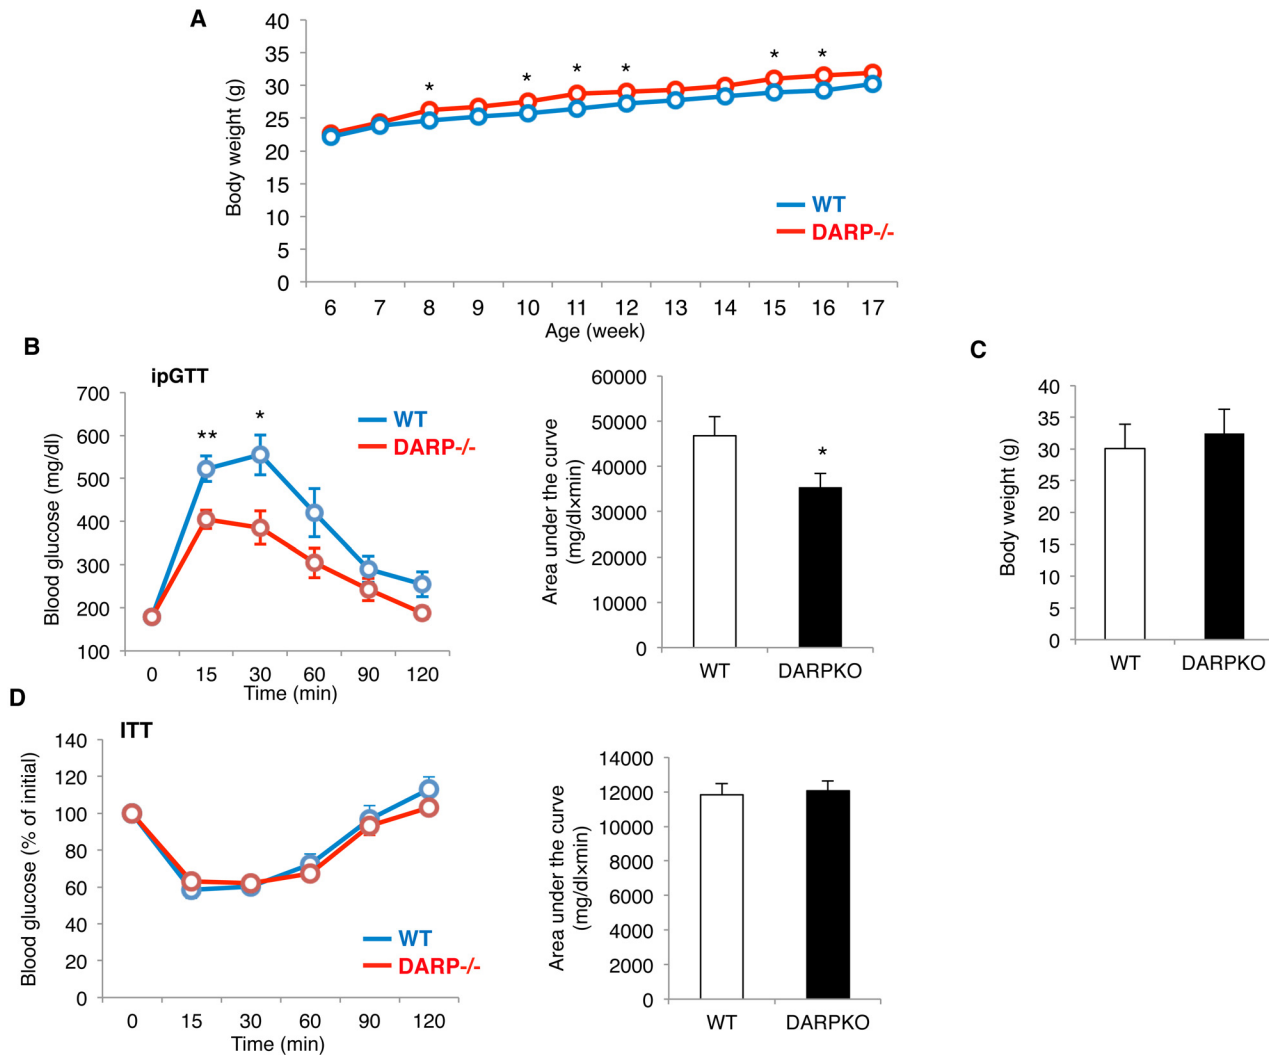 A
Body weight (g)
40
35
30
25
20
15
10
5
0
* * * * * *
WT
DARP-/-
6 7 8 9 10 11 12 13 14 15 16 17
Age (week)
B
ipGTT
Blood glucose (mg/dl)
700
600
500
400
300
200
100
** *
WT
DARP-/-
0 15 30 60 90 120
Time (min)
Area under the curve
(mg/dl×min)
60000
50000
40000
30000
20000
10000
0
*
WT DARPKO
C
Body weight (g)
40
35
30
25
20
15
10
5
0
WT DARPKO
D
ITT
Blood glucose (% of initial)
140
120
100
80
60
40
20
0
WT
DARP-/-
0 15 30 60 90 120
Time (min)
Area under the curve
(mg/dl×min)
14000
12000
10000
8000
6000
4000
2000
0
WT DARPKO